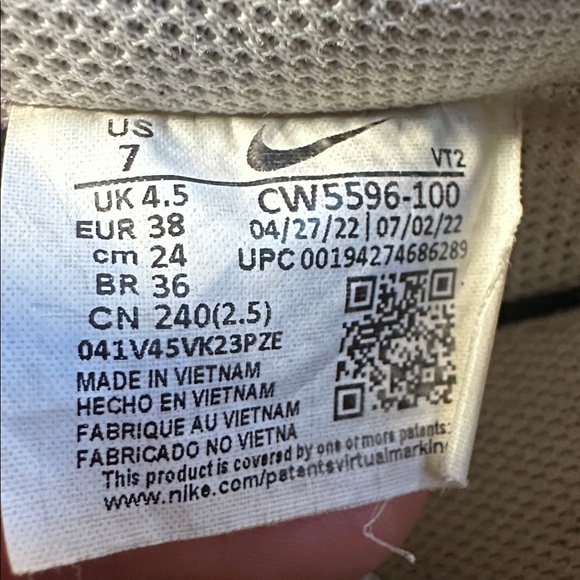 US
7
VT2
UK 4.5
CW5596-100
EUR 38
04/27/22 | 07/02/22
cm 24
UPC 00194274686289
BR 36
CN 240(2.5)
041V45VK23PZE
MADE IN VIETNAM
HECHO EN VIETNAM
FABRIQUE AU VIETNAM
FABRICADO NO VIETNA
This product is covered by one or more patents:
www.nike.com/patentsvirtualmarkin